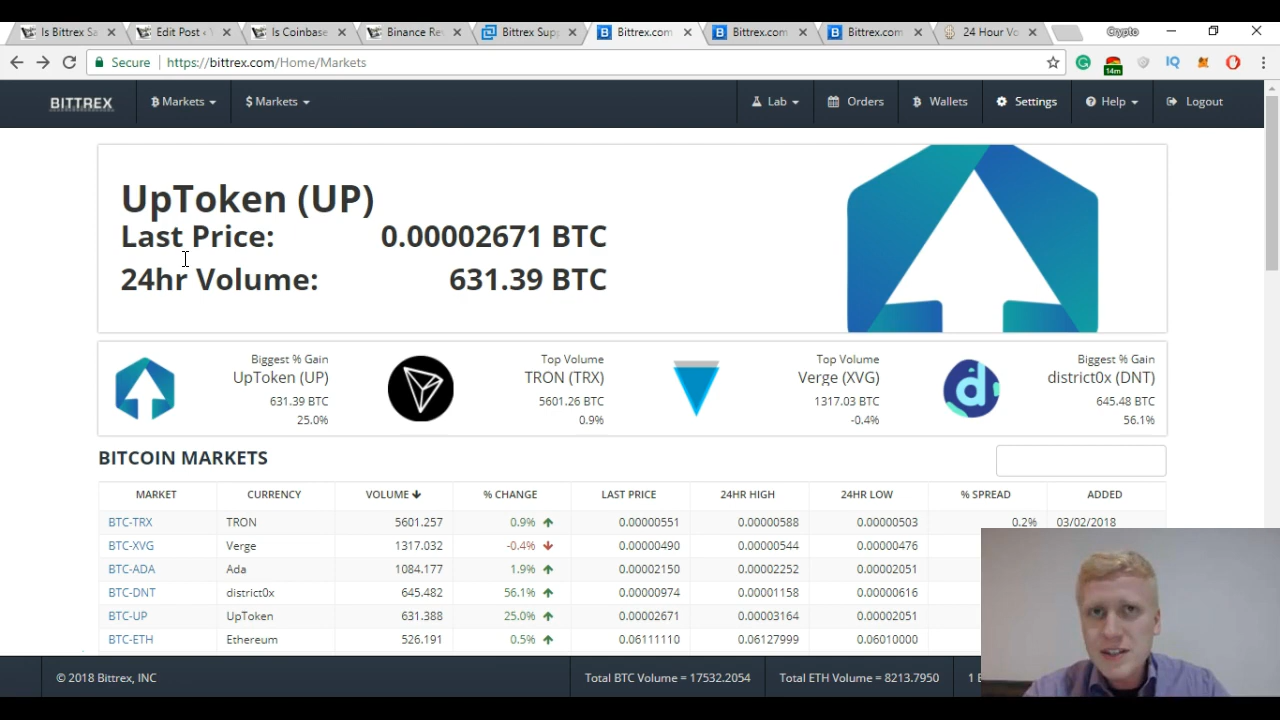 Is Bittrex Sa
Edit Post ‹
Is Coinbase
Binance Re
Bittrex Sup
Bittrex.com
Bittrex.com
Bittrex.com
24 Hour Vo
Crypto
Secure https://bittrex.com/Home/Markets
14m
IQ
BITTREX Markets $ Markets Lab Orders Wallets Settings Help Logout
UpToken (UP)
Last Price: 0.00002671 BTC
24hr Volume: 631.39 BTC
Biggest % Gain
UpToken (UP)
631.39 BTC
25.0%
Top Volume
TRON (TRX)
5601.26 BTC
0.9%
Top Volume
Verge (XVG)
1317.03 BTC
-0.4%
Biggest % Gain
district0x (DNT)
645.48 BTC
56.1%
BITCOIN MARKETS
MARKET CURRENCY VOLUME % CHANGE LAST PRICE 24HR HIGH 24HR LOW % SPREAD ADDED
BTC-TRX TRON 5601.257 0.9% 0.00000551 0.00000588 0.00000503 0.2% 03/02/2018
BTC-XVG Verge 1317.032 -0.4% 0.00000490 0.00000544 0.00000476
BTC-ADA Ada 1084.177 1.9% 0.00002150 0.00002252 0.00002051
BTC-DNT district0x 645.482 56.1% 0.00000974 0.00001158 0.00000616
BTC-UP UpToken 631.388 25.0% 0.00002671 0.00003164 0.00002051
BTC-ETH Ethereum 526.191 0.5% 0.06111110 0.06127999 0.06010000
© 2018 Bittrex, INC Total BTC Volume = 17532.2054 Total ETH Volume = 8213.7950 1